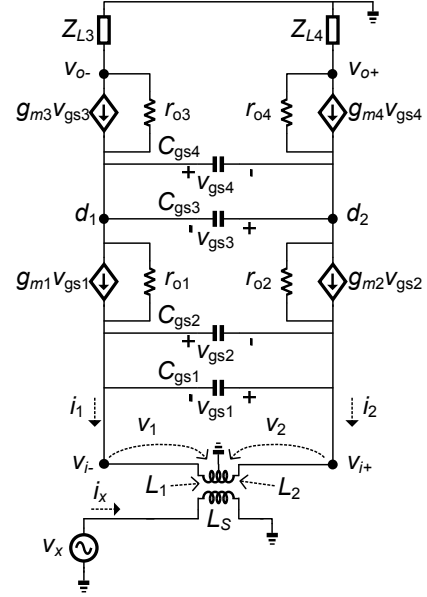 Z_L3 Z_L4
v_o- v_o+
g_m3 v_gs3 r_o3 r_o4 g_m4 v_gs4
C_gs4
+ v_gs4 -
d_1 C_gs3 d_2
- v_gs3 +
g_m1 v_gs1 r_o1 r_o2 g_m2 v_gs2
C_gs2
+ v_gs2 -
C_gs1
- v_gs1 +
i_1 i_2
v_1 v_2
v_i- v_i+
L_1 L_2
i_x
L_S
v_x